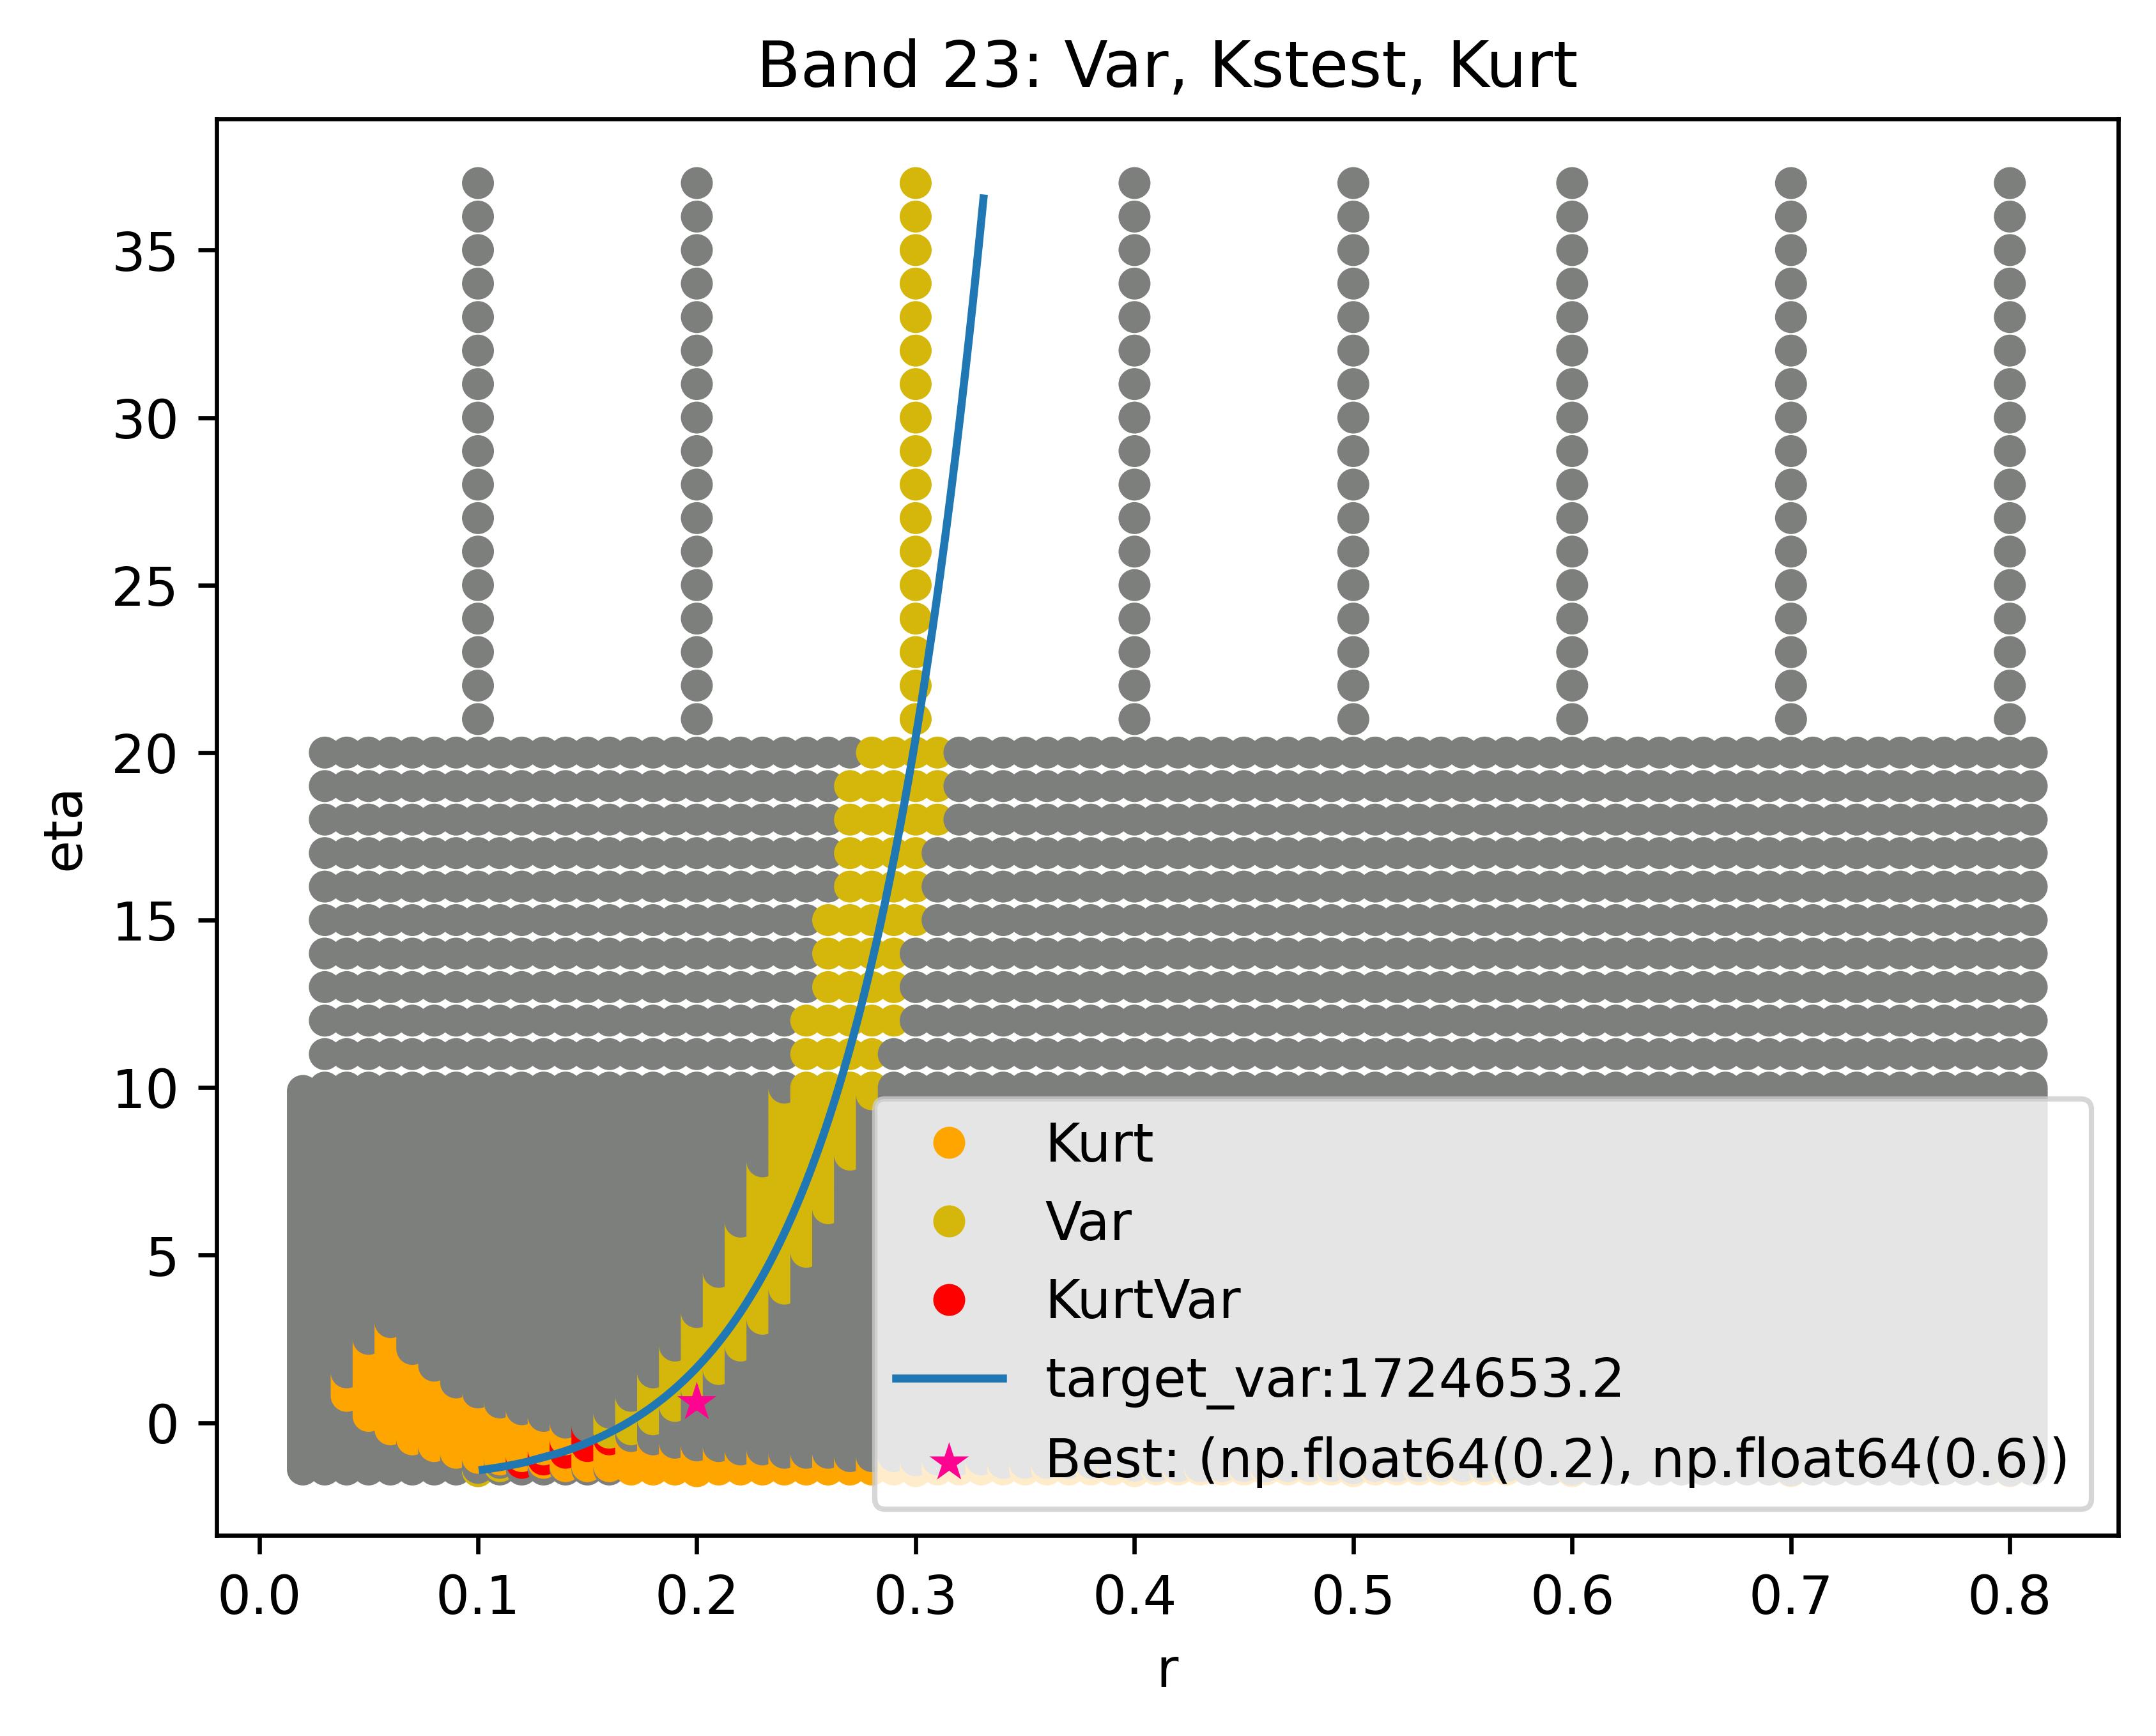 Band 23: Var, Kstest, Kurt
eta
35
30
25
20
15
10
5
0
Kurt
Var
KurtVar
target_var:1724653.2
Best: (np.float64(0.2), np.float64(0.6))
0.0 0.1 0.2 0.3 0.4 0.5 0.6 0.7 0.8
r